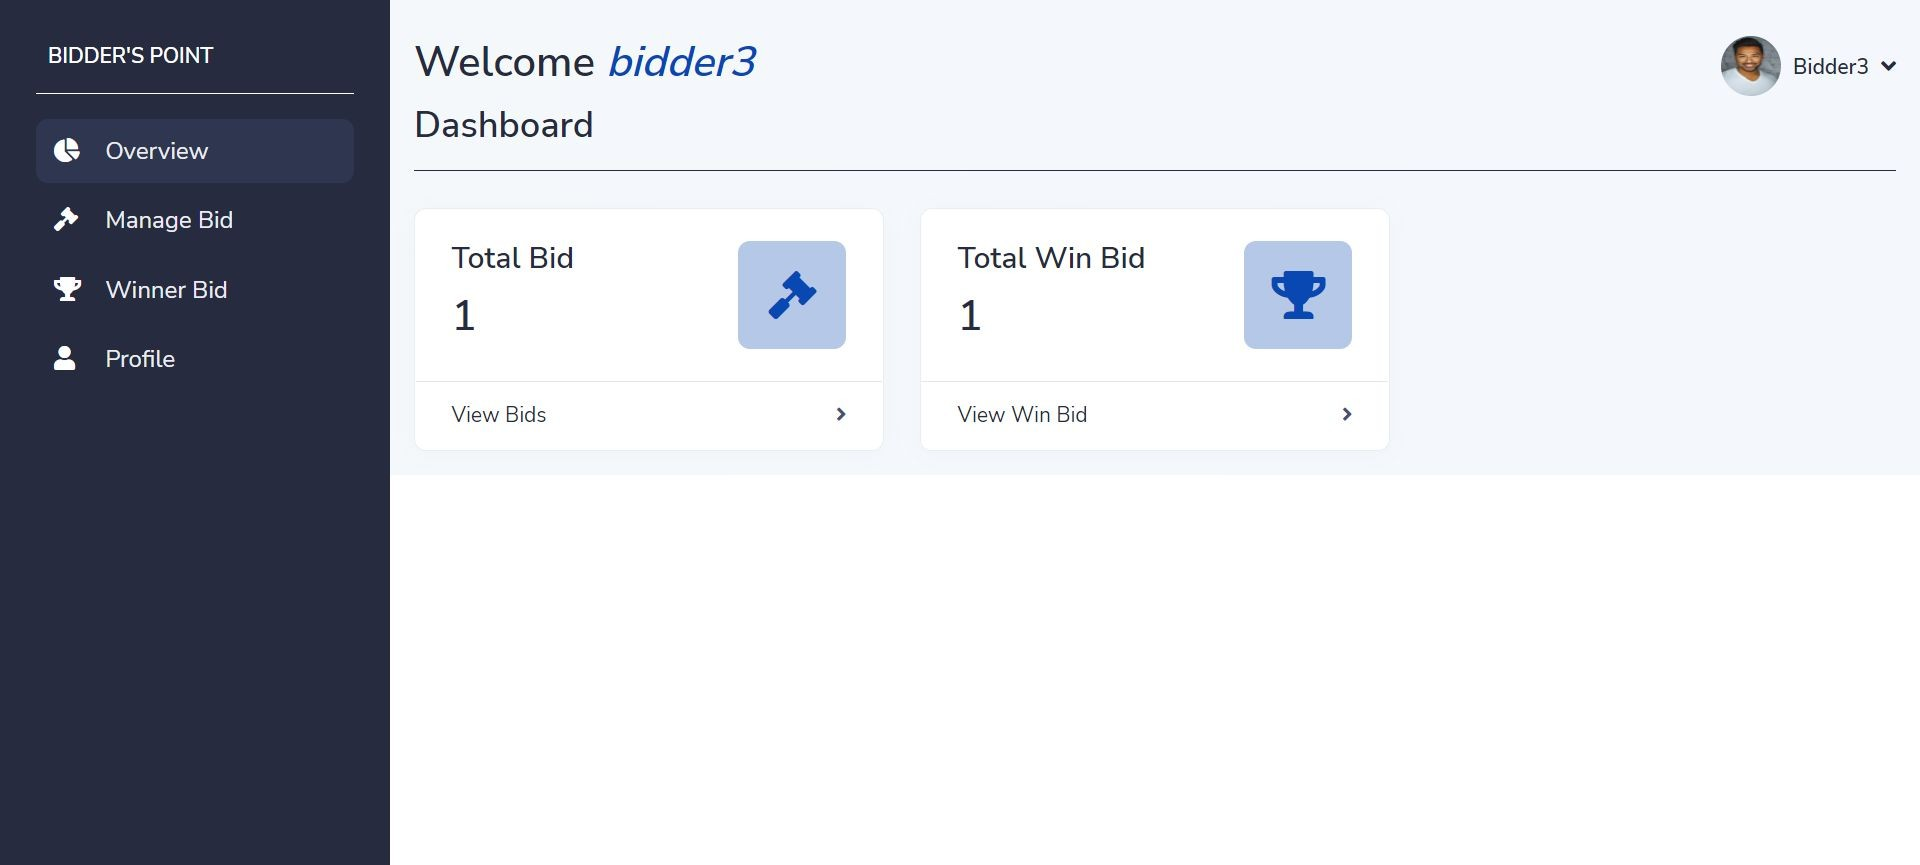 BIDDER'S POINT
Overview
Manage Bid
Winner Bid
Profile
Welcome bidder3
Bidder3
Dashboard
Total Bid
1
View Bids
Total Win Bid
1
View Win Bid